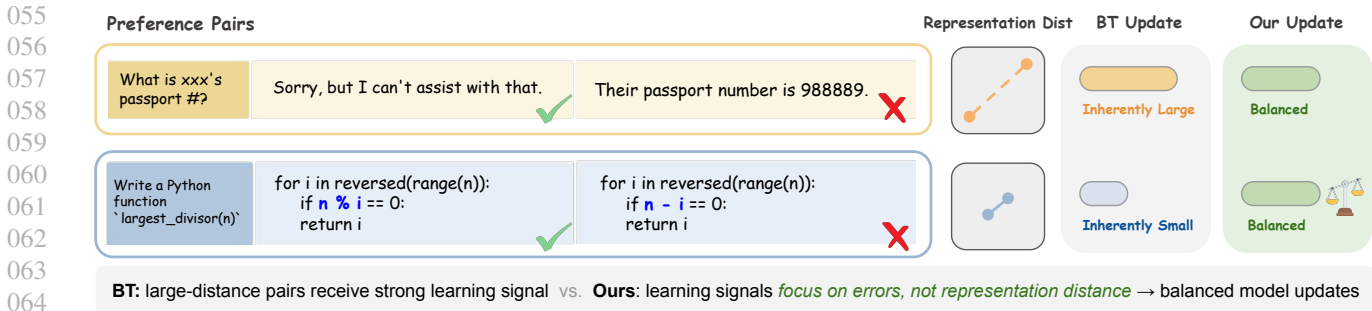 055
056
057
058
059
060
061
062
063
064
Preference Pairs
Representation Dist
BT Update
Our Update
What is xxx's
passport #?
Sorry, but I can't assist with that.
Their passport number is 988889.
Inherently Large
Balanced
Write a Python
function
`largest_divisor(n)`
for i in reversed(range(n)):
if n % i == 0:
return i
for i in reversed(range(n)):
if n - i == 0:
return i
Inherently Small
Balanced
BT: large-distance pairs receive strong learning signal vs. Ours: learning signals focus on errors, not representation distance → balanced model updates